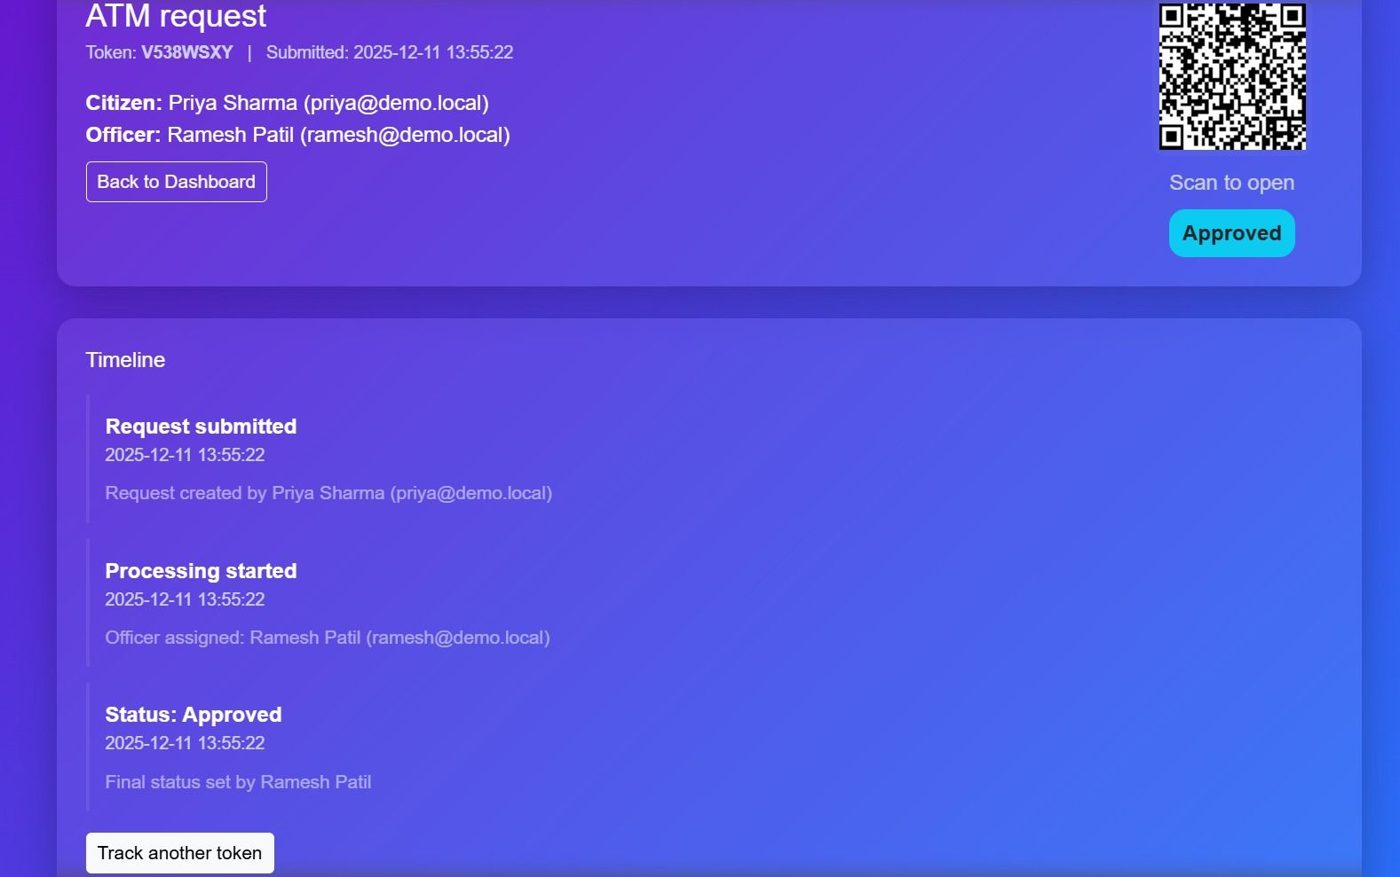 ATM request
Token: V538WSXY | Submitted: 2025-12-11 13:55:22
Citizen: Priya Sharma (priya@demo.local)
Officer: Ramesh Patil (ramesh@demo.local)
Back to Dashboard
Scan to open
Approved
Timeline
Request submitted
2025-12-11 13:55:22
Request created by Priya Sharma (priya@demo.local)
Processing started
2025-12-11 13:55:22
Officer assigned: Ramesh Patil (ramesh@demo.local)
Status: Approved
2025-12-11 13:55:22
Final status set by Ramesh Patil
Track another token